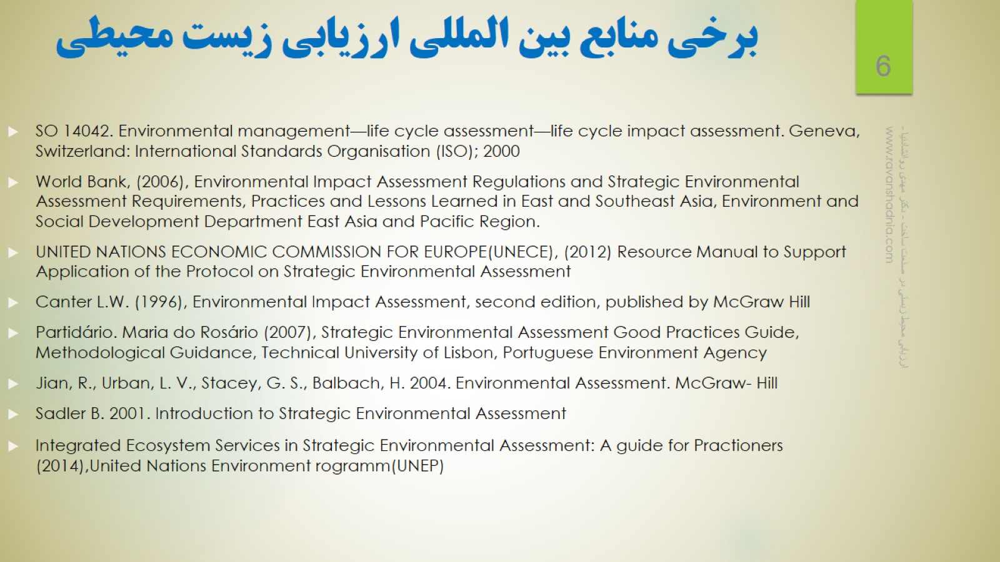 برخی منابع بین المللی ارزیابی زیست محیطی
6
SO 14042. Environmental management—life cycle assessment—life cycle impact assessment. Geneva,
Switzerland: International Standards Organisation (ISO); 2000
World Bank, (2006), Environmental Impact Assessment Regulations and Strategic Environmental
Assessment Requirements, Practices and Lessons Learned in East and Southeast Asia, Environment and
Social Development Department East Asia and Pacific Region.
UNITED NATIONS ECONOMIC COMMISSION FOR EUROPE(UNECE), (2012) Resource Manual to Support
Application of the Protocol on Strategic Environmental Assessment
Canter L.W. (1996), Environmental Impact Assessment, second edition, published by McGraw Hill
Partidário. Maria do Rosário (2007), Strategic Environmental Assessment Good Practices Guide,
Methodological Guidance, Technical University of Lisbon, Portuguese Environment Agency
Jian, R., Urban, L. V., Stacey, G. S., Balbach, H. 2004. Environmental Assessment. McGraw- Hill
Sadler B. 2001. Introduction to Strategic Environmental Assessment
Integrated Ecosystem Services in Strategic Environmental Assessment: A guide for Practioners
(2014),United Nations Environment rogramm(UNEP)
ارزیابی محیط زیستی در صنعت ساخت - دکتر مهدی روانشادنیا -
www.ravanshadnia.com